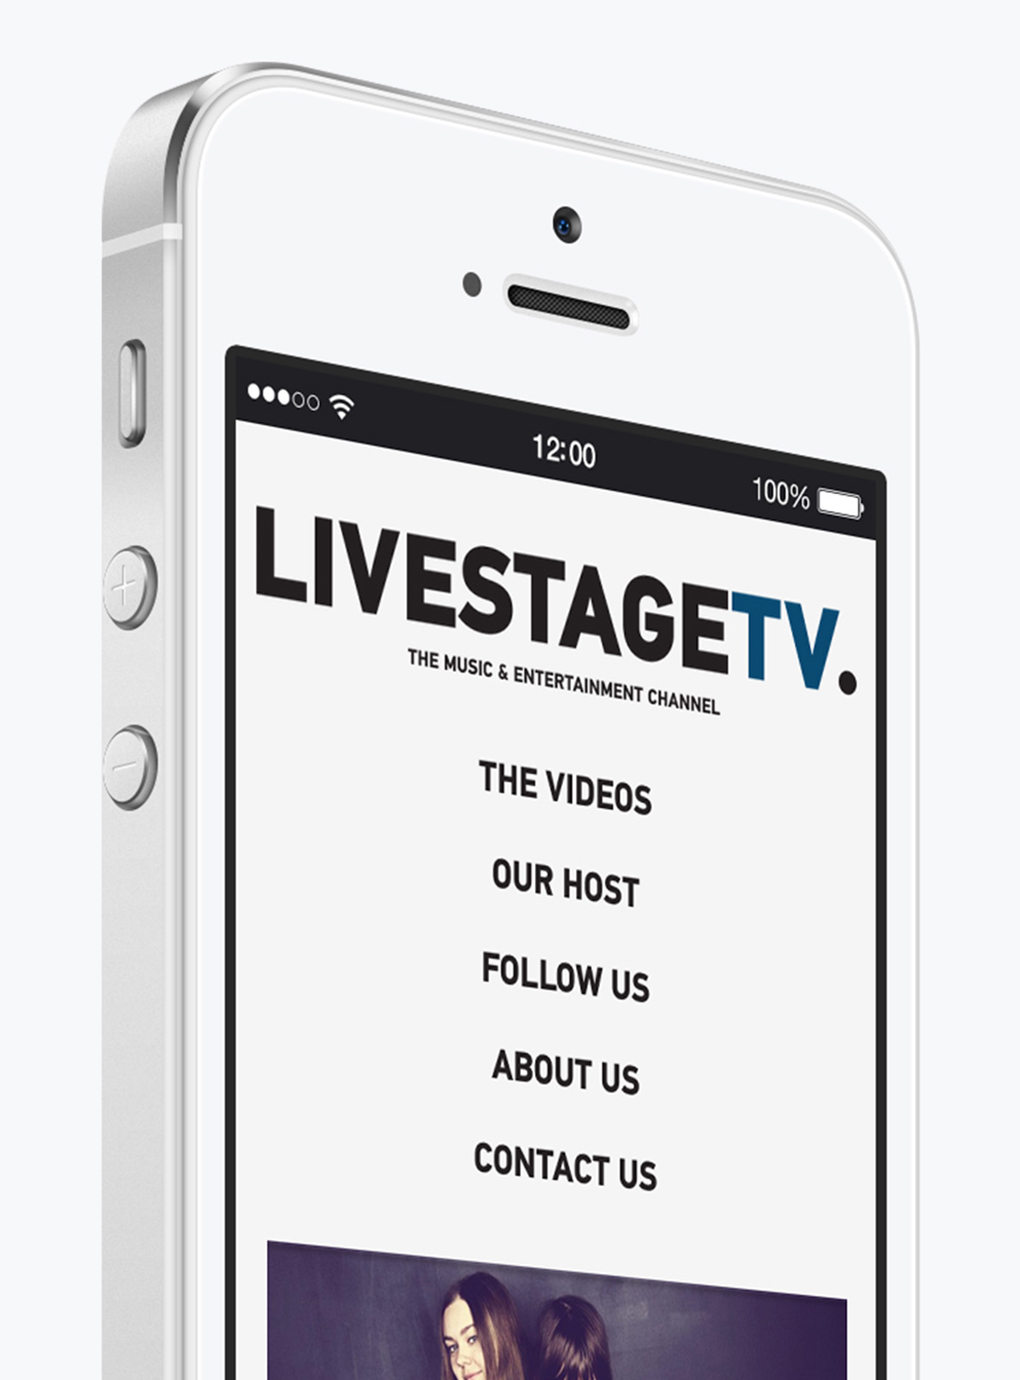 12:00
100%
LIVESTAGETV.
THE MUSIC & ENTERTAINMENT CHANNEL
THE VIDEOS
OUR HOST
FOLLOW US
ABOUT US
CONTACT US